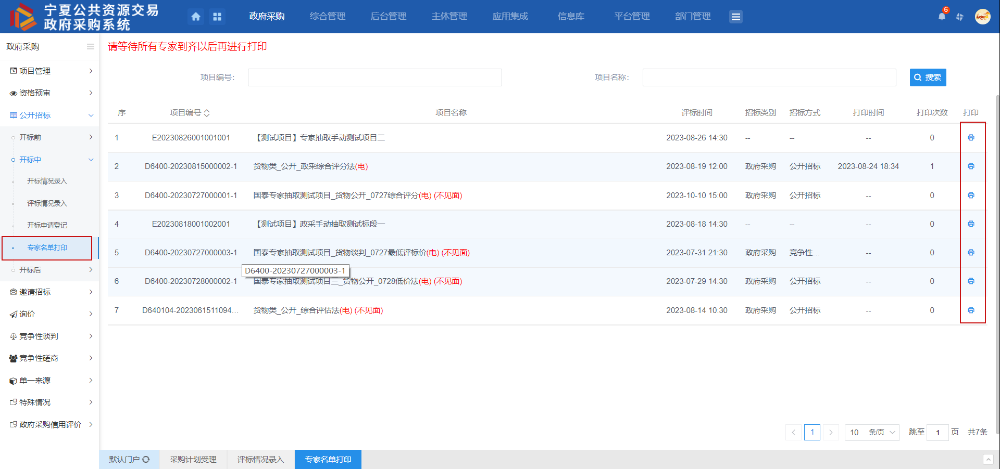 宁夏公共资源交易
政府采购系统
政府采购 综合管理 后台管理 主体管理 应用集成 信息库 平台管理 部门管理
6
政府采购
项目管理
资格预审
公开招标
开标前
开标中
开标情况录入
评标情况录入
开标申请登记
专家名单打印
开标后
邀请招标
询价
竞争性谈判
竞争性磋商
单一来源
特殊情况
政府采购信用评价
请等待所有专家到齐以后再进行打印
项目编号： 项目名称： 搜索
序 项目编号 项目名称 评标时间 招标类别 招标方式 打印时间 打印次数 打印
1 E20230826001001001 【测试项目】专家抽取手动测试项目二 2023-08-26 14:30 -- -- -- 0
2 D6400-20230815000002-1 货物类_公开_政采综合评分法(电) 2023-08-19 12:00 政府采购 公开招标 2023-08-24 18:34 1
3 D6400-20230727000001-1 国泰专家抽取测试项目_货物公开_0727综合评分(电) (不见面) 2023-10-10 15:00 政府采购 公开招标 -- 0
4 E20230818001002001 【测试项目】政采手动抽取测试标段一 2023-08-18 14:30 -- -- -- 0
5 D6400-20230727000003-1 国泰专家抽取测试项目_货物谈判_0727最低评标价(电) (不见面) 2023-07-31 21:30 政府采购 竞争性... -- 0
D6400-20230727000003-1
6 D6400-20230728000002-1 国泰专家抽取测试项目三_货物公开_0728低价法(电) (不见面) 2023-07-29 14:30 政府采购 公开招标 -- 0
7 D640104-2023061511094... 货物类_公开_综合评估法(电) (不见面) 2023-08-14 10:30 政府采购 公开招标 -- 0
1 10 条/页 跳至 1 页 共7条
默认门户 采购计划受理 评标情况录入 专家名单打印